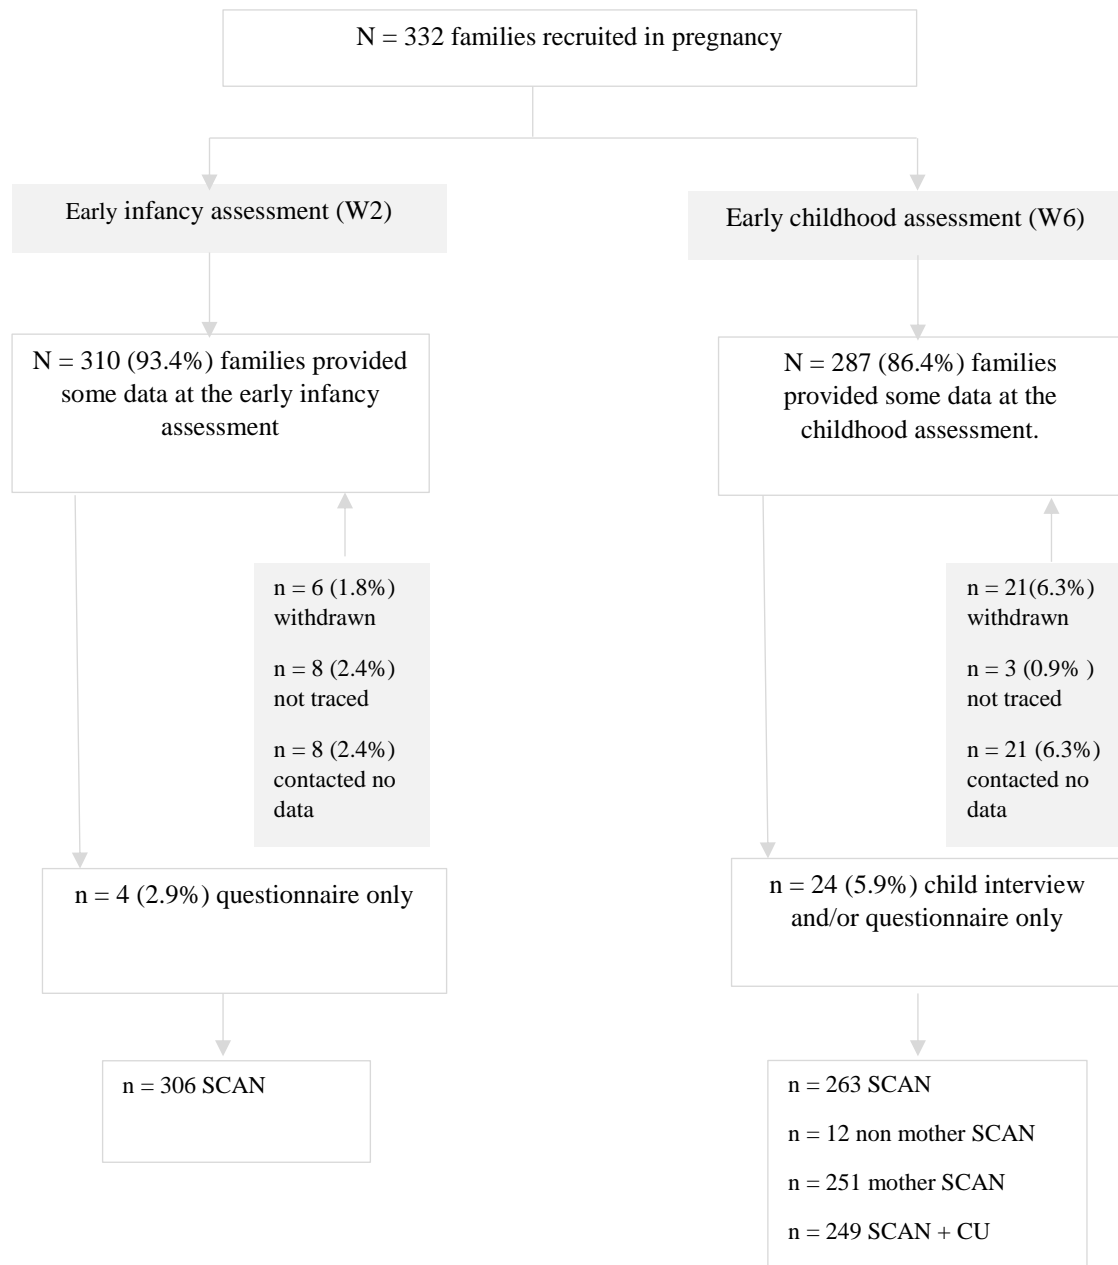 N = 332 families recruited in pregnancy
Early infancy assessment (W2)
N = 310 (93.4%) families provided
some data at the early infancy
assessment
n = 6 (1.8%)
withdrawn
n = 8 (2.4%)
not traced
n = 8 (2.4%)
contacted no
data
n = 4 (2.9%) questionnaire only
n = 306 SCAN
Early childhood assessment (W6)
N = 287 (86.4%) families
provided some data at the
childhood assessment.
n = 21(6.3%)
withdrawn
n = 3 (0.9% )
not traced
n = 21 (6.3%)
contacted no
data
n = 24 (5.9%) child interview
and/or questionnaire only
n = 263 SCAN
n = 12 non mother SCAN
n = 251 mother SCAN
n = 249 SCAN + CU